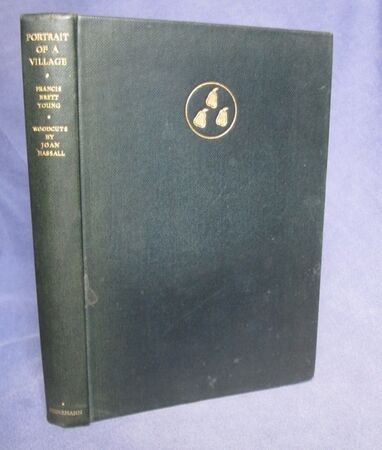 PORTRAIT
OF A
VILLAGE
FRANCIS
BRETT
YOUNG
WOODCUTS
BY
JOAN
HASSALL
HEINEMANN